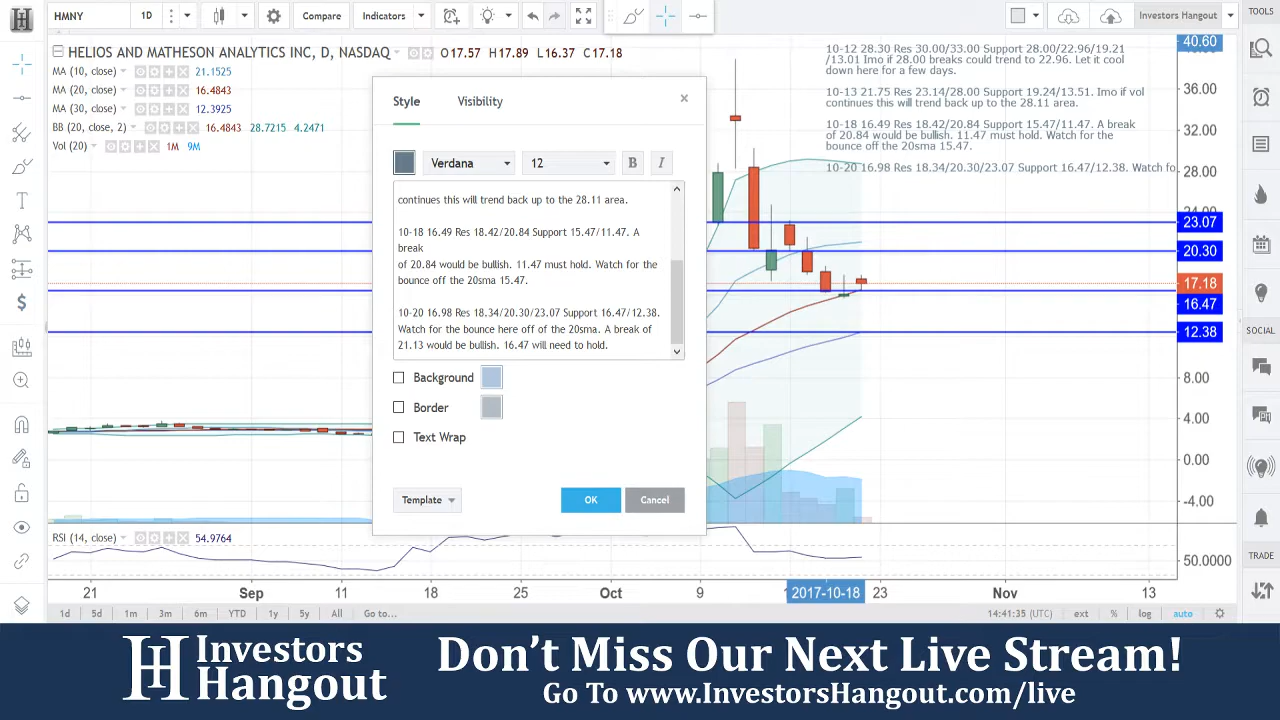 HMNY
1D
Compare
Indicators
Investors Hangout
TOOLS
HELIOS AND MATHESON ANALYTICS INC, D, NASDAQ
O17.57 H17.89 L16.37 C17.18
MA (10, close) 21.1525
MA (20, close) 16.4843
MA (30, close) 12.3925
BB (20, close, 2) 16.4843 28.7215 4.2471
Vol (20) 1M 9M
10-12 28.30 Res 30.00/33.00 Support 28.00/22.96/19.21
/13.01 Imo if 28.00 breaks could trend to 22.96. Let it cool
down here for a few days.
10-13 21.75 Res 23.14/28.00 Support 19.24/13.51. Imo if vol
continues this will trend back up to the 28.11 area.
10-18 16.49 Res 18.42/20.84 Support 15.47/11.47. A break
of 20.84 would be bullish. 11.47 must hold. Watch for the
bounce off the 20sma 15.47.
10-20 16.98 Res 18.34/20.30/23.07 Support 16.47/12.38. Watch fo
Style
Visibility
Verdana
12
B
I
continues this will trend back up to the 28.11 area.
10-18 16.49 Res 18.42/20.84 Support 15.47/11.47. A
break
of 20.84 would be bullish. 11.47 must hold. Watch for the
bounce off the 20sma 15.47.
10-20 16.98 Res 18.34/20.30/23.07 Support 16.47/12.38.
Watch for the bounce here off of the 20sma. A break of
21.13 would be bullish. 16.47 will need to hold.
Background
Border
Text Wrap
Template
OK
Cancel
40.60
36.00
32.00
28.00
24.00
23.07
20.30
17.18
16.47
12.38
8.00
4.00
0.00
-4.00
50.0000
SOCIAL
TRADE
RSI (14, close) 54.9764
21
Sep
11
18
25
Oct
9
2017-10-18
23
Nov
13
1d
5d
1m
3m
6m
YTD
1y
5y
All
Go to...
14:41:35 (UTC)
ext
%
log
auto
Investors
Hangout
Don't Miss Our Next Live Stream!
Go To www.InvestorsHangout.com/live